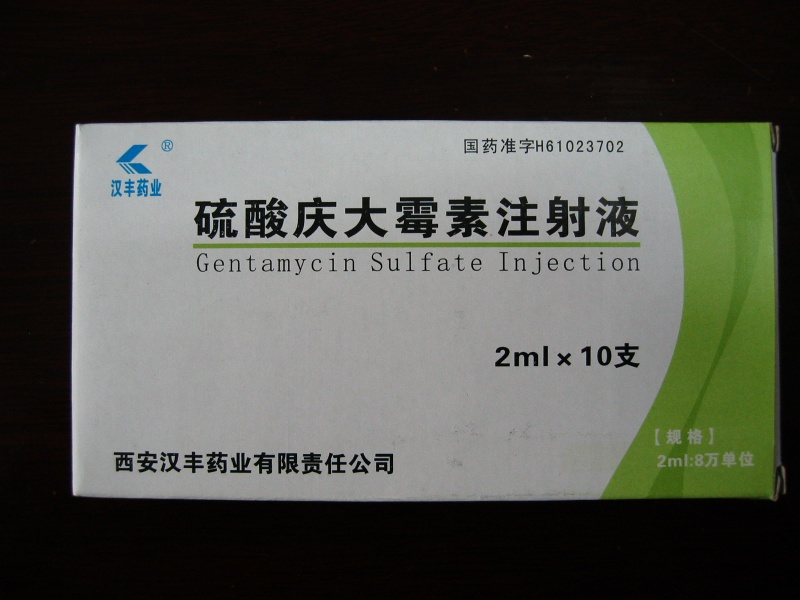 ®
国药准字H61023702
汉丰药业
硫酸庆大霉素注射液
Gentamycin Sulfate Injection
2ml×10支
【规格】
2ml:8万单位
西安汉丰药业有限责任公司